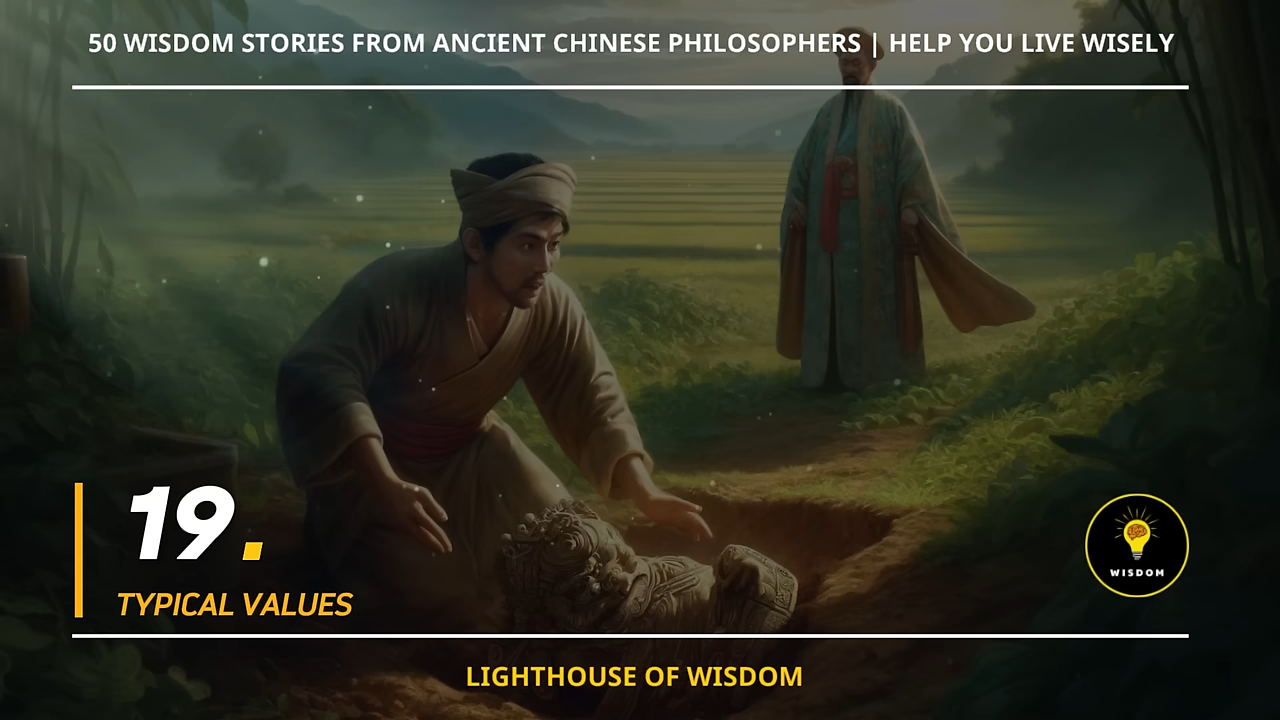 50 WISDOM STORIES FROM ANCIENT CHINESE PHILOSOPHERS | HELP YOU LIVE WISELY
19.
TYPICAL VALUES
WISDOM
LIGHTHOUSE OF WISDOM